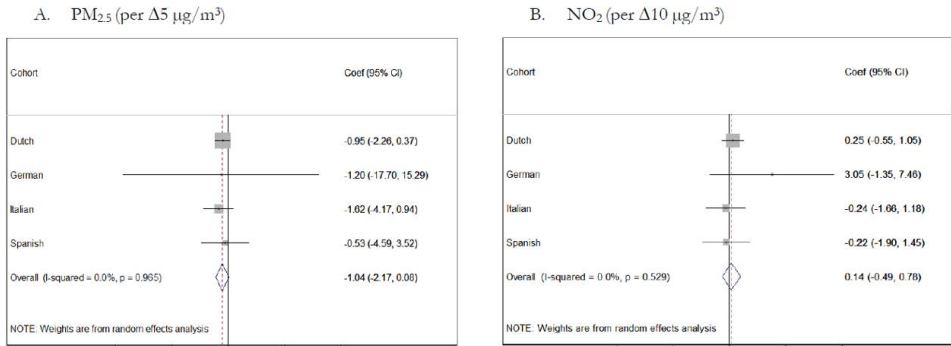 A. PM2.5 (per Δ5 µg/m³)
Cohort Coef (95% CI)
Dutch -0.95 (-2.26, 0.37)
German -1.20 (-17.70, 15.29)
Italian -1.62 (-4.17, 0.94)
Spanish -0.53 (-4.59, 3.52)
Overall (I-squared = 0.0%, p = 0.965) -1.04 (-2.17, 0.08)
NOTE: Weights are from random effects analysis
B. NO2 (per Δ10 µg/m³)
Cohort Coef (95% CI)
Dutch 0.25 (-0.55, 1.05)
German 3.05 (-1.35, 7.46)
Italian -0.24 (-1.66, 1.18)
Spanish -0.22 (-1.90, 1.45)
Overall (I-squared = 0.0%, p = 0.529) 0.14 (-0.49, 0.78)
NOTE: Weights are from random effects analysis